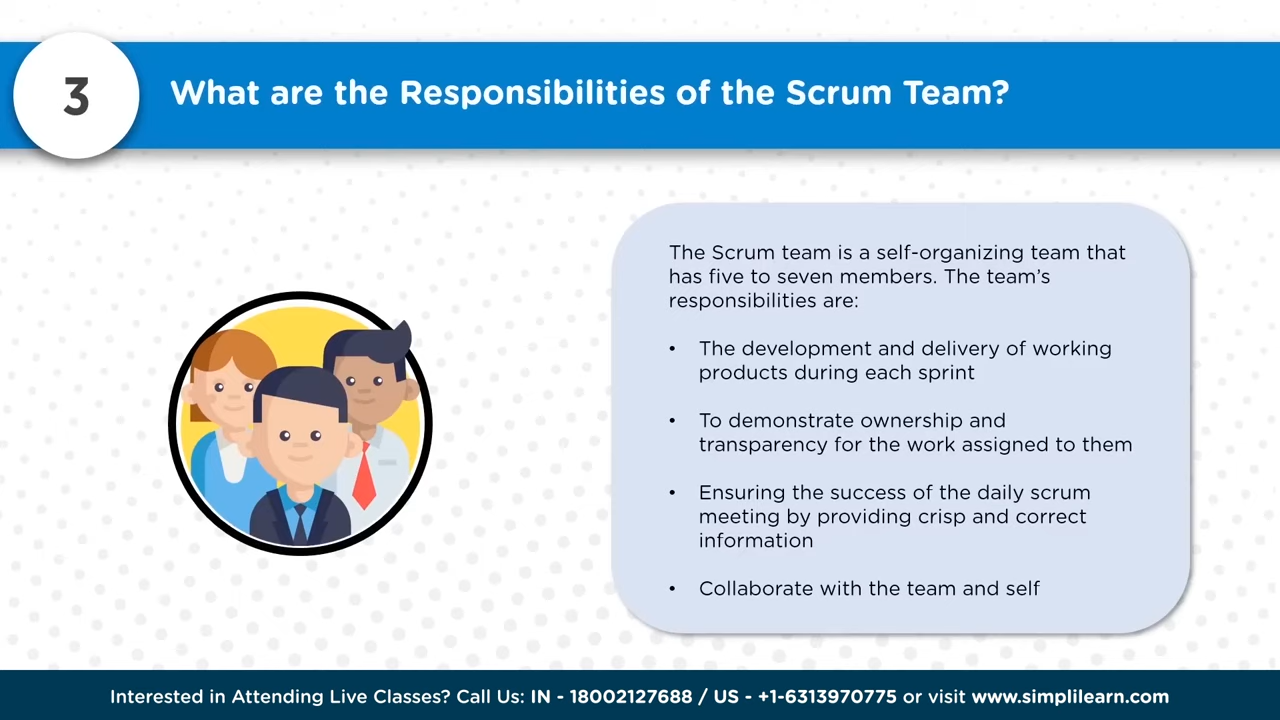 3
What are the Responsibilities of the Scrum Team?
The Scrum team is a self-organizing team that
has five to seven members. The team’s
responsibilities are:
• The development and delivery of working
products during each sprint
• To demonstrate ownership and
transparency for the work assigned to them
• Ensuring the success of the daily scrum
meeting by providing crisp and correct
information
• Collaborate with the team and self
Interested in Attending Live Classes? Call Us: IN - 18002127688 / US - +1-6313970775 or visit www.simplilearn.com